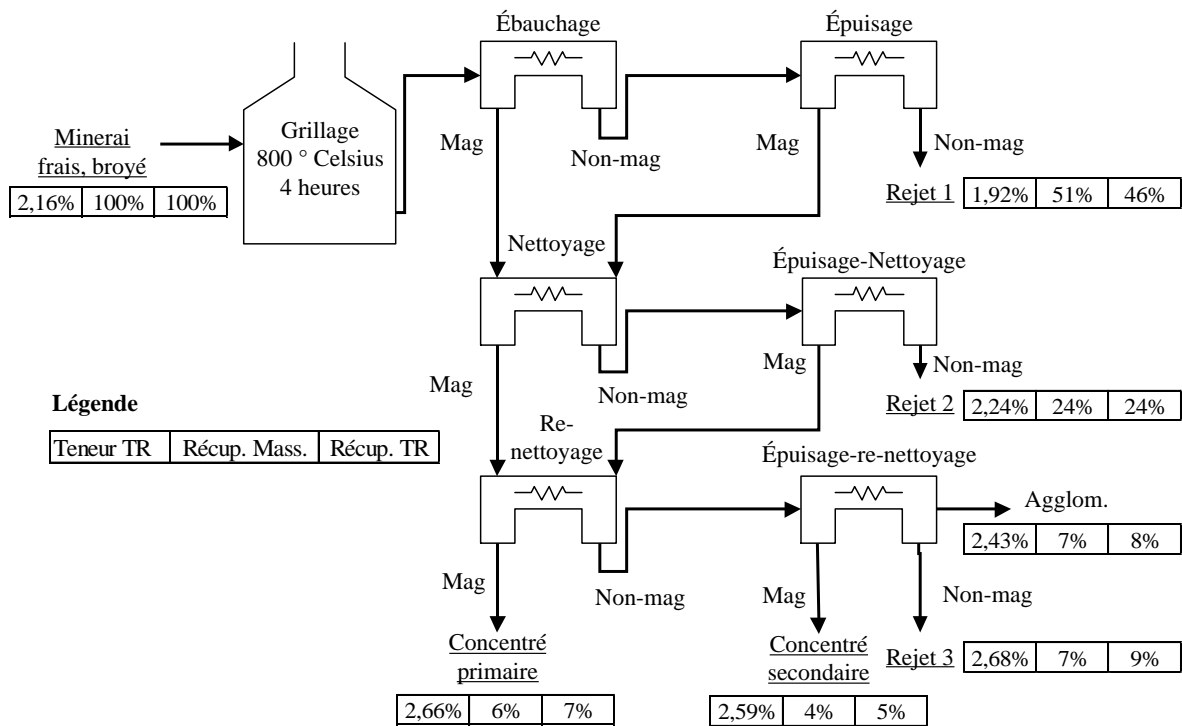 Ébauchage
Épuisage
Grillage
800 ° Celsius
4 heures
Minerai
frais, broyé
2,16% 100% 100%
Mag
Non-mag
Mag
Non-mag
Rejet 1 1,92% 51% 46%
Nettoyage
Épuisage-Nettoyage
Mag
Non-mag
Mag
Non-mag
Rejet 2 2,24% 24% 24%
Légende
Teneur TR Récup. Mass. Récup. TR
Re-
nettoyage
Épuisage-re-nettoyage
Agglom.
2,43% 7% 8%
Mag
Non-mag
Mag
Non-mag
Concentré
primaire
2,66% 6% 7%
Concentré
secondaire
2,59% 4% 5%
Rejet 3 2,68% 7% 9%